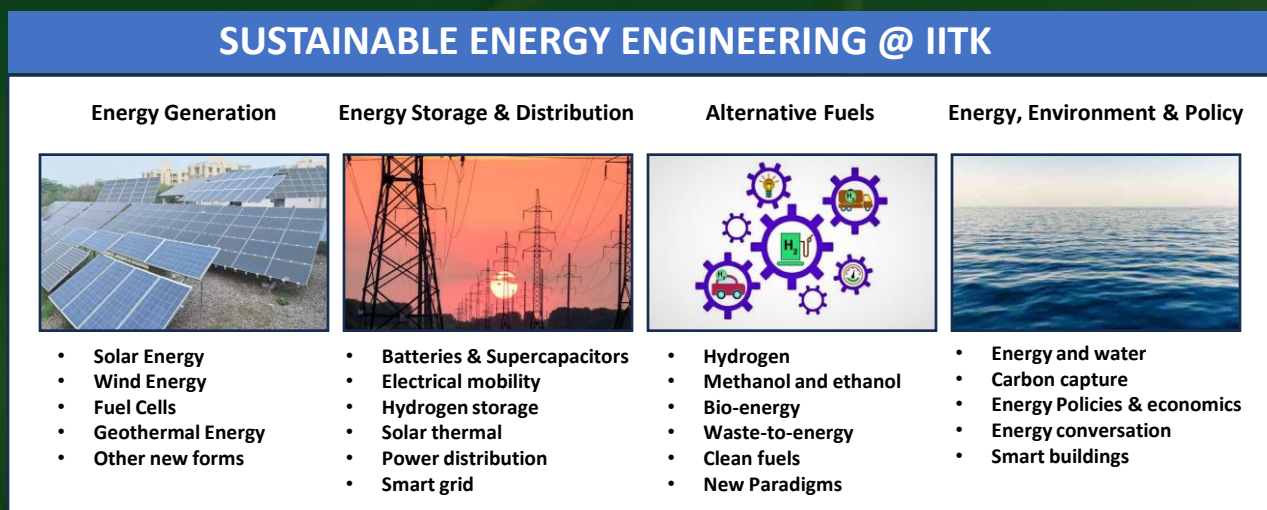 SUSTAINABLE ENERGY ENGINEERING @ IITK
Energy Generation
• Solar Energy
• Wind Energy
• Fuel Cells
• Geothermal Energy
• Other new forms
Energy Storage & Distribution
• Batteries & Supercapacitors
• Electrical mobility
• Hydrogen storage
• Solar thermal
• Power distribution
• Smart grid
Alternative Fuels
H2
H2
H2
• Hydrogen
• Methanol and ethanol
• Bio-energy
• Waste-to-energy
• Clean fuels
• New Paradigms
Energy, Environment & Policy
• Energy and water
• Carbon capture
• Energy Policies & economics
• Energy conversation
• Smart buildings